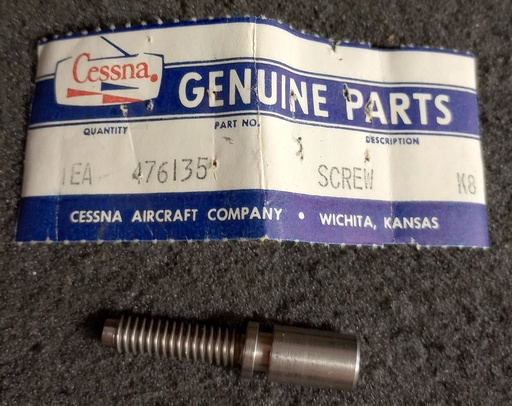 Cessna.
GENUINE PARTS
QUANTITY PART NO. DESCRIPTION
1EA 476135 SCREW K8
CESSNA AIRCRAFT COMPANY • WICHITA, KANSAS